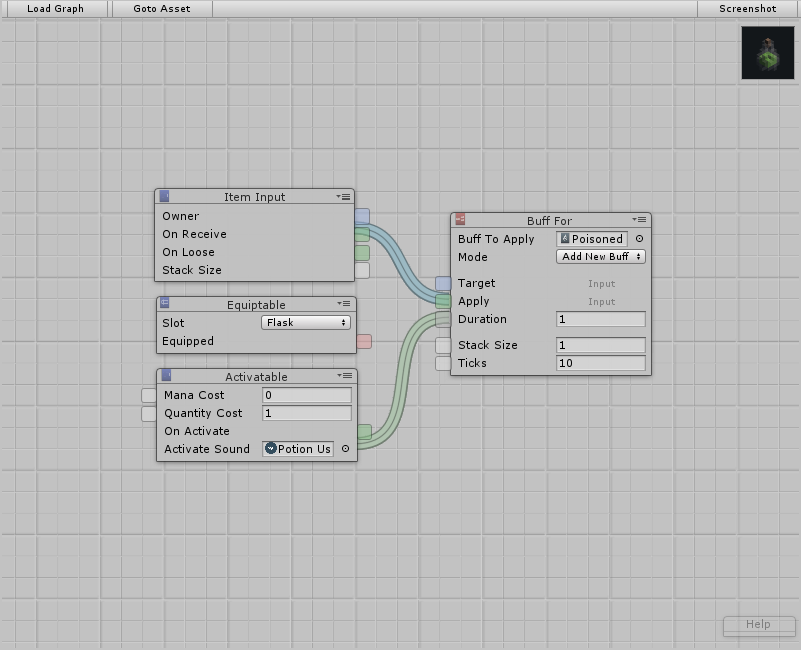 Load Graph
Goto Asset
Screenshot
Item Input
Owner
On Receive
On Loose
Stack Size
Equiptable
Slot Flask
Equipped
Activatable
Mana Cost 0
Quantity Cost 1
On Activate
Activate Sound Potion Us
Buff For
Buff To Apply Poisoned
Mode Add New Buff
Target Input
Apply Input
Duration 1
Stack Size 1
Ticks 10
Help